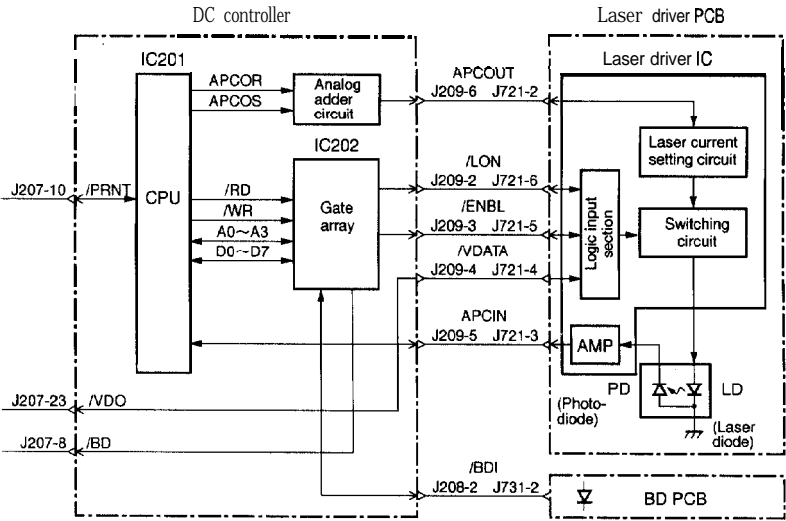 DC controller
Laser driver PCB
IC201
APCOR
APCOS
Analog
adder
circuit
APCOUT
J209-6 J721-2
Laser driver IC
Laser current
setting circuit
IC202
J207-10
/PRNT
CPU
/RD
/WR
A0~A3
D0~D7
Gate
array
/LON
J209-2 J721-6
/ENBL
J209-3 J721-5
/VDATA
J209-4 J721-4
Logic input
section
Switching
circuit
APCIN
J209-5 J721-3
AMP
PD
LD
(Photo-
diode)
(Laser
diode)
J207-23
/VDO
J207-8
/BD
/BDI
J208-2 J731-2
BD PCB